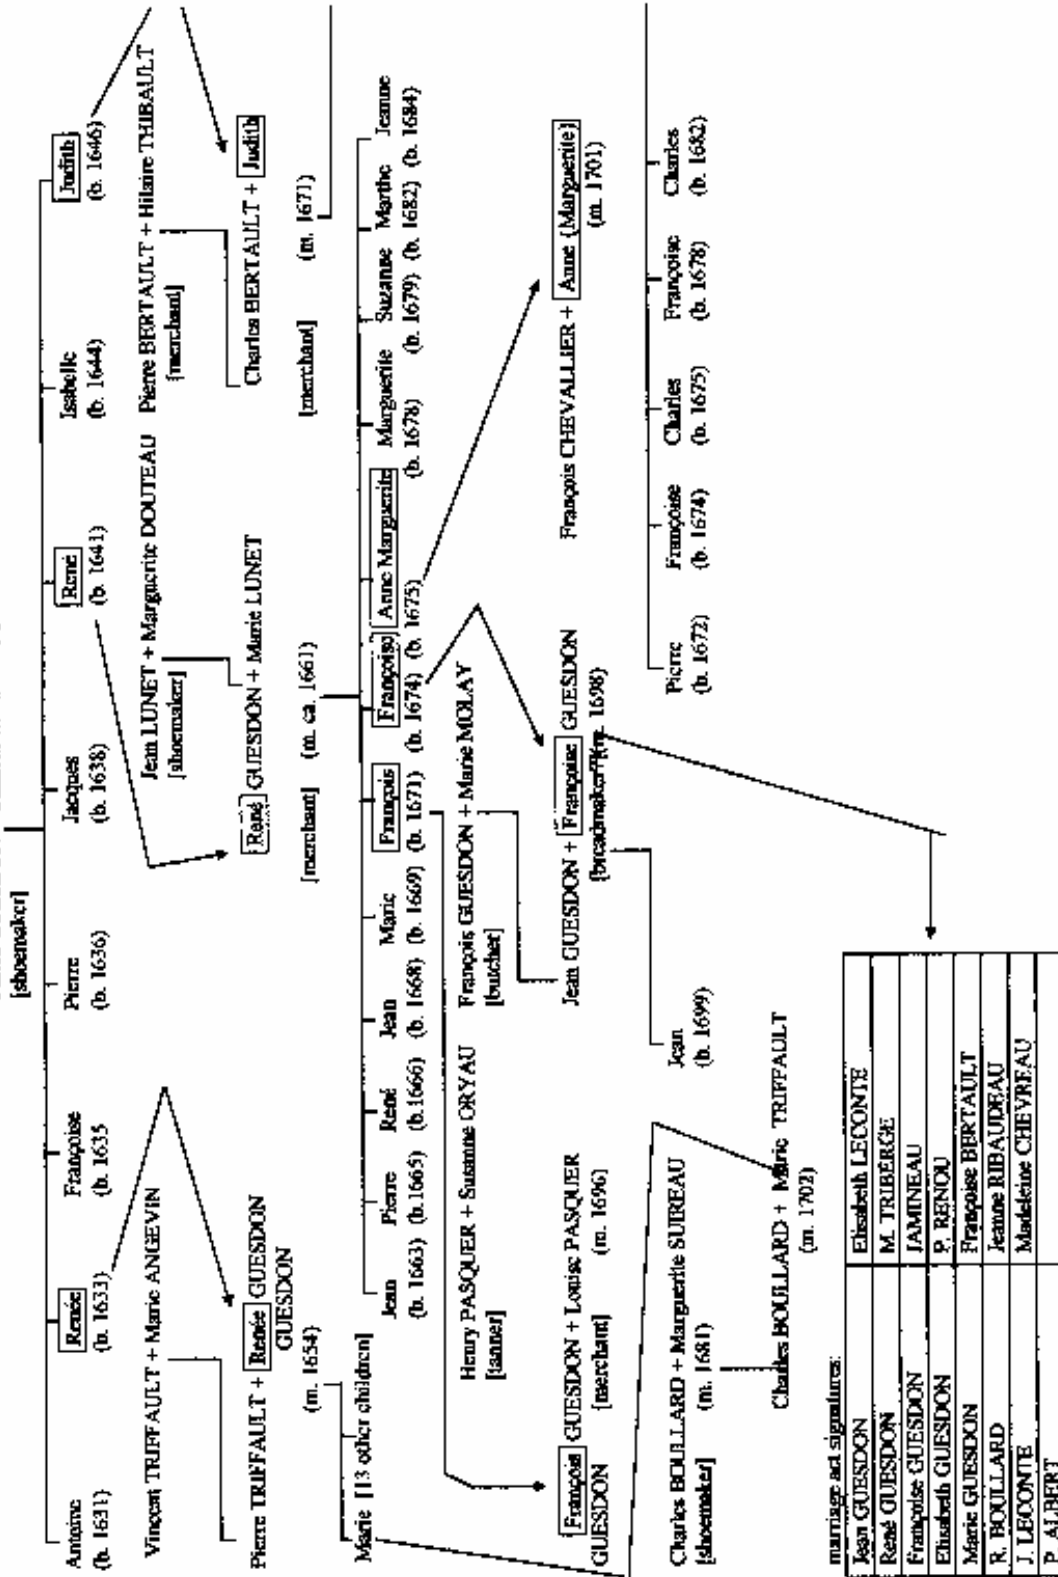 [shoemaker]
Antoine Renée Françoise Pierre Jacques René Isabelle Judith
(b. 1631) (b. 1633) (b. 1635 (b. 1636) (b. 1638) (b. 1641) (b. 1644) (b. 1646)
Vincent TRIFFAULT + Marie ANGEVIN Jean LUNET + Marguerite DOUTEAU Pierre BERTAULT + Hilaire THIBAULT
[shoemaker] [merchant]
Pierre TRIFFAULT + Renée GUESDON René GUESDON + Marie LUNET Charles BERTAULT + Judith
GUESDON
(m. 1654) [merchant] (m. ca. 1661) [merchant] (m. 1671)
Marie [13 other children]
Jean Pierre René Jean Marie François Françoise Anne Marguerite Marguerite Suzanne Marthe Jeanne
(b. 1663) (b. 1665) (b.1666) (b. 1668) (b. 1669) (b. 1671) (b. 1674) (b. 1675) (b. 1678) (b. 1679) (b. 1682) (b. 1684)
Henry PASQUER + Susanne ORYAU François GUESDON + Marie MOLAY
[tanner] [butcher]
François GUESDON + Louise PASQUER Jean GUESDON + Françoise GUESDON François CHEVALLIER + Anne (Marguerite)
GUESDON [merchant] (m. 1696) [breadmaker] (m. 1698) (m. 1701)
Charles BOULLARD + Marguerite SUIREAU Jean Pierre Françoise Charles Françoise Charles
[shoemaker] (m. 1681) (b. 1699) (b. 1672) (b. 1674) (b. 1675) (b. 1678) (b. 1682)
Charles BOULLARD + Marie TRIFFAULT
(m. 1702)
marriage act signatures:
Jean GUESDON Elisabeth LECONTE
René GUESDON M. TRIBERGE
Françoise GUESDON JAMINEAU
Elisabeth GUESDON P. RENOU
Marie GUESDON Françoise BERTAULT
R. BOULLARD Jeanne RIBAUDEAU
J. LECONTE Madeleine CHEVREAU
P. ALBERT